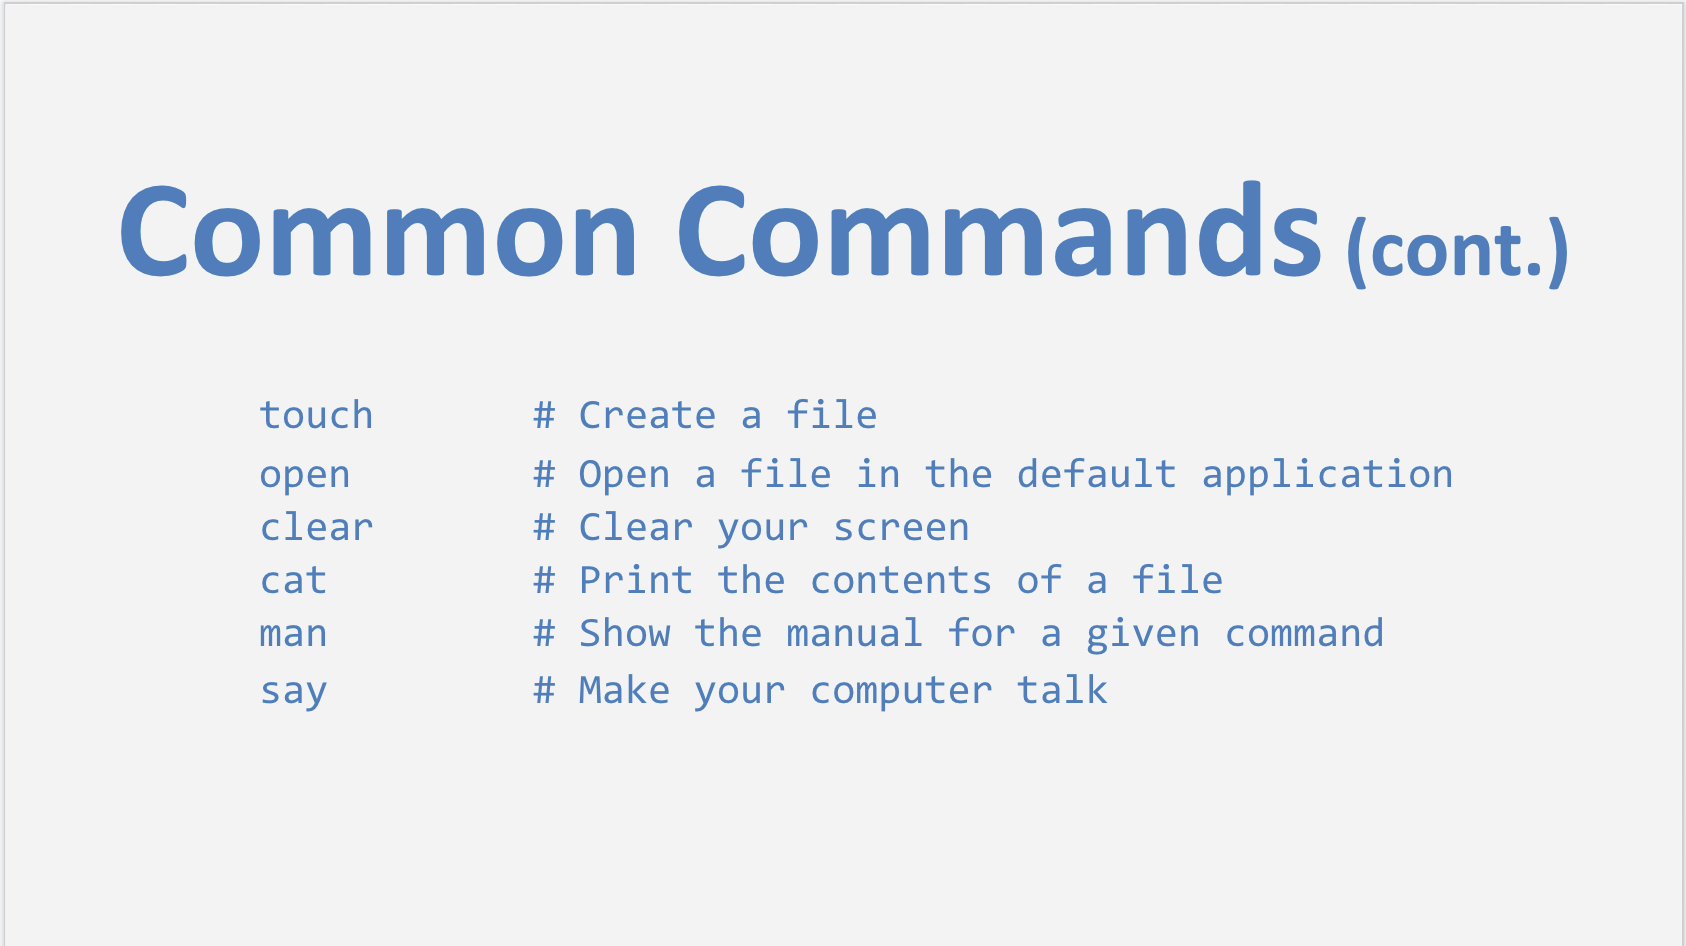 Common Commands (cont.)
touch # Create a file
open # Open a file in the default application
clear # Clear your screen
cat # Print the contents of a file
man # Show the manual for a given command
say # Make your computer talk